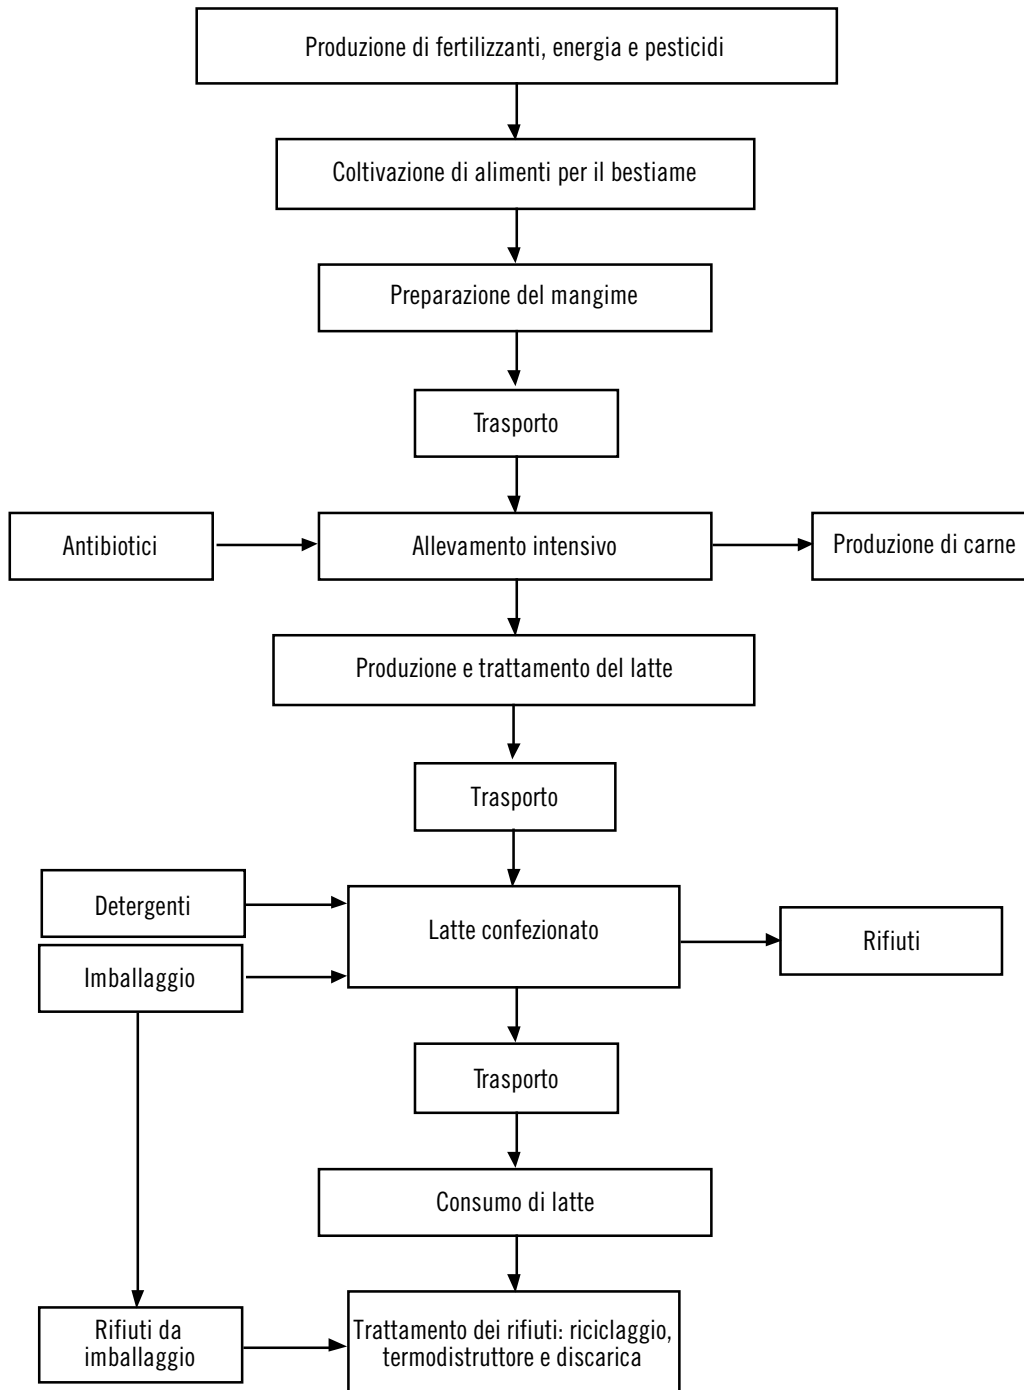 Produzione di fertilizzanti, energia e pesticidi
Coltivazione di alimenti per il bestiame
Preparazione del mangime
Trasporto
Antibiotici
Allevamento intensivo
Produzione di carne
Produzione e trattamento del latte
Trasporto
Detergenti
Imballaggio
Latte confezionato
Rifiuti
Trasporto
Consumo di latte
Rifiuti da
imballaggio
Trattamento dei rifiuti: riciclaggio,
termodistruttore e discarica